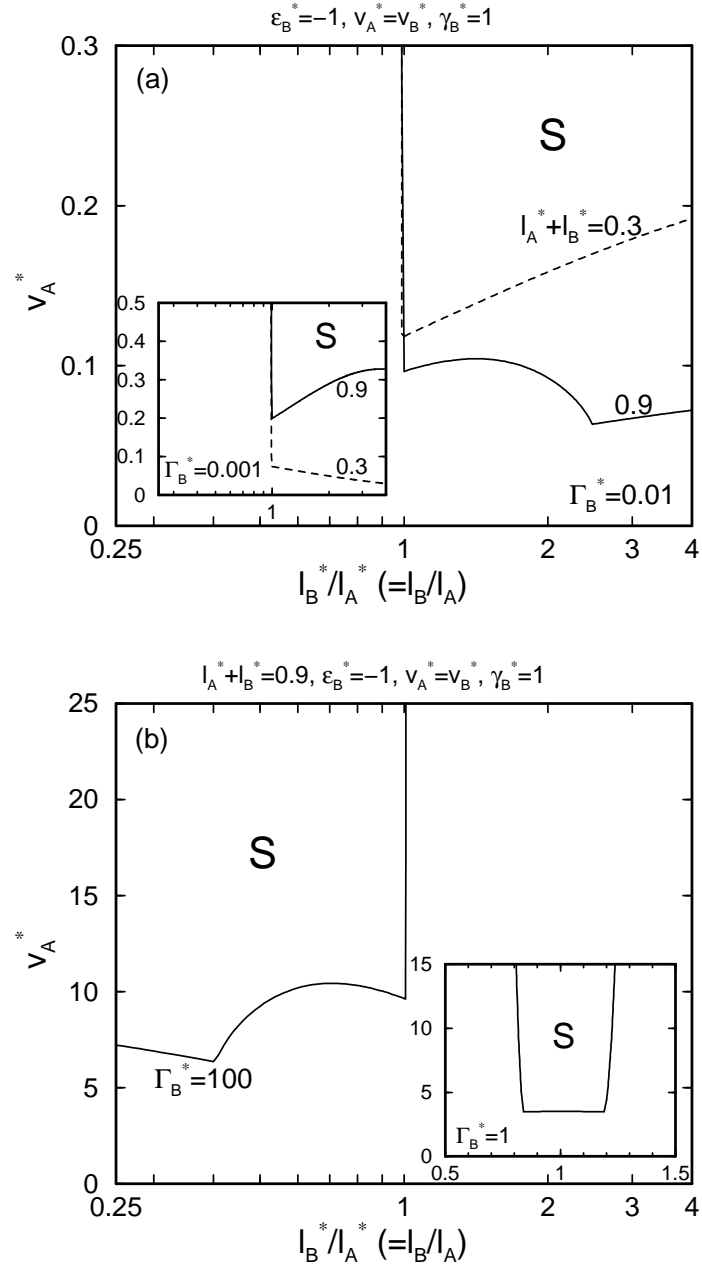 ε_B*=−1, v_A*=v_B*, γ_B*=1
(a)
0.3
S
0.2
l_A*+l_B*=0.3
v_A*
0.5
0.4
S
0.3
0.9
0.2
0.1
Γ_B*=0.001
0.3
0
1
0.1
0.9
Γ_B*=0.01
0
0.25
1
2
3
4
l_B*/l_A* (=l_B/l_A)
l_A*+l_B*=0.9, ε_B*=−1, v_A*=v_B*, γ_B*=1
25
(b)
20
S
15
v_A*
10
15
10
S
5
Γ_B*=1
0
0.5
1
1.5
5
Γ_B*=100
0
0.25
1
2
3
4
l_B*/l_A* (=l_B/l_A)